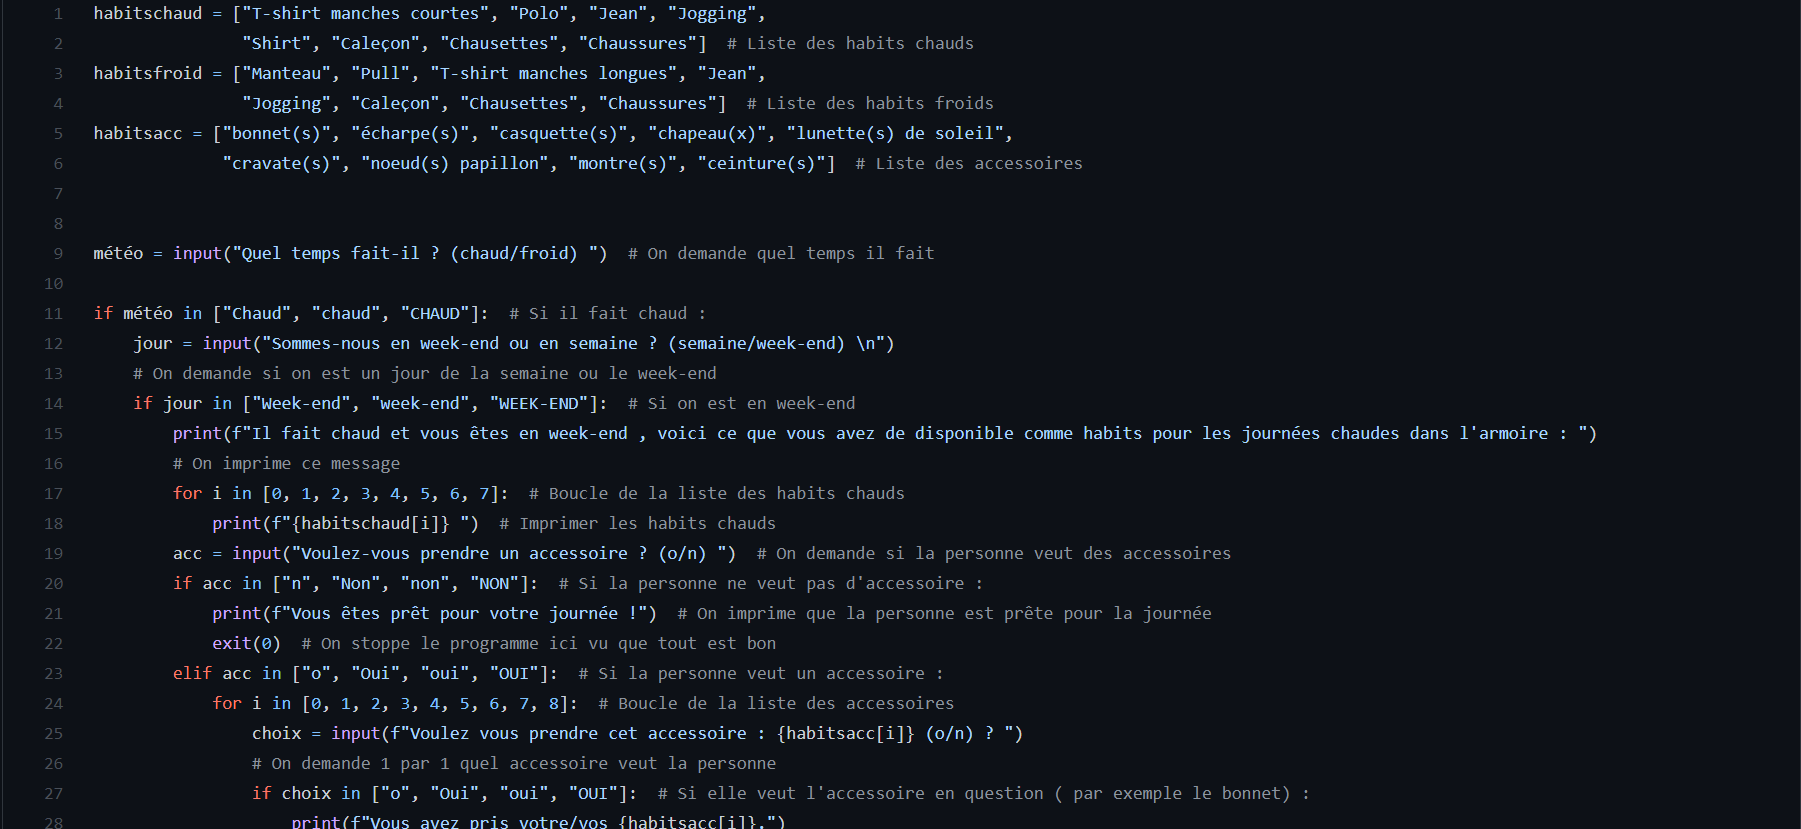 1 habitschaud = ["T-shirt manches courtes", "Polo", "Jean", "Jogging",
2 "Shirt", "Caleçon", "Chausettes", "Chaussures"]  # Liste des habits chauds
3 habitsfroid = ["Manteau", "Pull", "T-shirt manches longues", "Jean",
4 "Jogging", "Caleçon", "Chausettes", "Chaussures"]  # Liste des habits froids
5 habitsacc = ["bonnet(s)", "écharpe(s)", "casquette(s)", "chapeau(x)", "lunette(s) de soleil",
6 "cravate(s)", "noeud(s) papillon", "montre(s)", "ceinture(s)"]  # Liste des accessoires
7
8
9 météo = input("Quel temps fait-il ? (chaud/froid) ")  # On demande quel temps il fait
10
11 if météo in ["Chaud", "chaud", "CHAUD"]:  # Si il fait chaud :
12 jour = input("Sommes-nous en week-end ou en semaine ? (semaine/week-end) \n")
13 # On demande si on est un jour de la semaine ou le week-end
14 if jour in ["Week-end", "week-end", "WEEK-END"]:  # Si on est en week-end
15 print(f"Il fait chaud et vous êtes en week-end , voici ce que vous avez de disponible comme habits pour les journées chaudes dans l'armoire : ")
16 # On imprime ce message
17 for i in [0, 1, 2, 3, 4, 5, 6, 7]:  # Boucle de la liste des habits chauds
18 print(f"{habitschaud[i]} ")  # Imprimer les habits chauds
19 acc = input("Voulez-vous prendre un accessoire ? (o/n) ")  # On demande si la personne veut des accessoires
20 if acc in ["n", "Non", "non", "NON"]:  # Si la personne ne veut pas d'accessoire :
21 print(f"Vous êtes prêt pour votre journée !")  # On imprime que la personne est prête pour la journée
22 exit(0)  # On stoppe le programme ici vu que tout est bon
23 elif acc in ["o", "Oui", "oui", "OUI"]:  # Si la personne veut un accessoire :
24 for i in [0, 1, 2, 3, 4, 5, 6, 7, 8]:  # Boucle de la liste des accessoires
25 choix = input(f"Voulez vous prendre cet accessoire : {habitsacc[i]} (o/n) ? ")
26 # On demande 1 par 1 quel accessoire veut la personne
27 if choix in ["o", "Oui", "oui", "OUI"]:  # Si elle veut l'accessoire en question ( par exemple le bonnet) :
28 print(f"Vous avez pris votre/vos {habitsacc[i]}.")